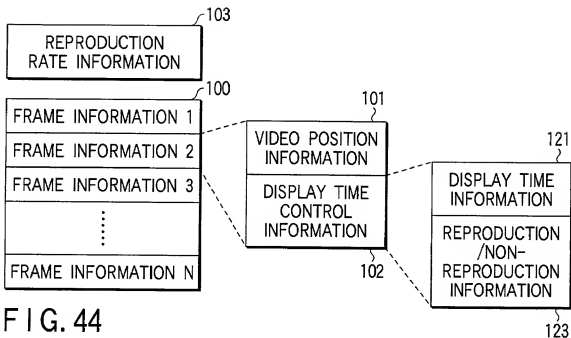 103
REPRODUCTION
RATE INFORMATION
100
FRAME INFORMATION 1
FRAME INFORMATION 2
FRAME INFORMATION 3
FRAME INFORMATION N
101
VIDEO POSITION
INFORMATION
DISPLAY TIME
CONTROL
INFORMATION
102
121
DISPLAY TIME
INFORMATION
REPRODUCTION
/NON-
REPRODUCTION
INFORMATION
123
FIG. 44